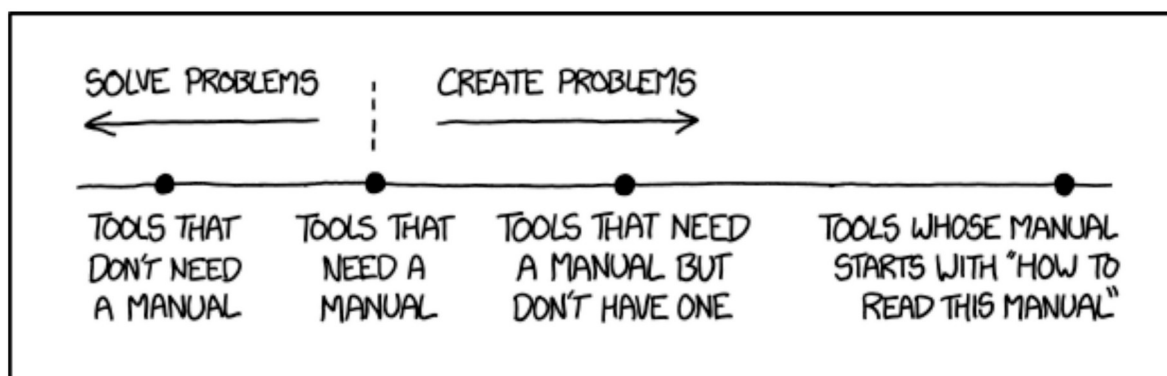 SOLVE PROBLEMS
CREATE PROBLEMS
TOOLS THAT
DON'T NEED
A MANUAL
TOOLS THAT
NEED A
MANUAL
TOOLS THAT NEED
A MANUAL BUT
DON'T HAVE ONE
TOOLS WHOSE MANUAL
STARTS WITH "HOW TO
READ THIS MANUAL"